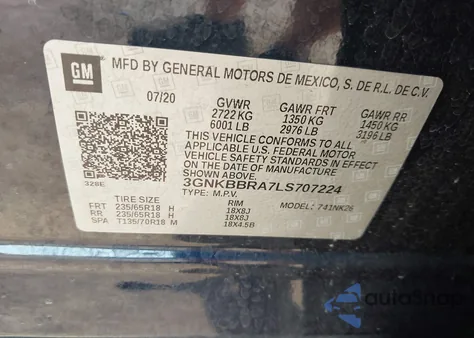 GM
MFD BY GENERAL MOTORS DE MEXICO, S. DE R.L. DE C.V.
07/20 GVWR GAWR FRT GAWR RR
2722 KG 1350 KG 1450 KG
6001 LB 2976 LB 3196 LB
THIS VEHICLE CONFORMS TO ALL
APPLICABLE U.S. FEDERAL MOTOR
VEHICLE SAFETY STANDARDS IN EFFECT
ON THE DATE OF MANUFACTURE SHOWN ABOVE.
328E
3GNKBBRA7LS707224
TYPE: M.P.V. MODEL: 741NK26
TIRE SIZE RIM
FRT 235/65R18 H 18X8J
RR 235/65R18 H 18X8J
SPA T135/70R18 M 18X4.5B
autoShop